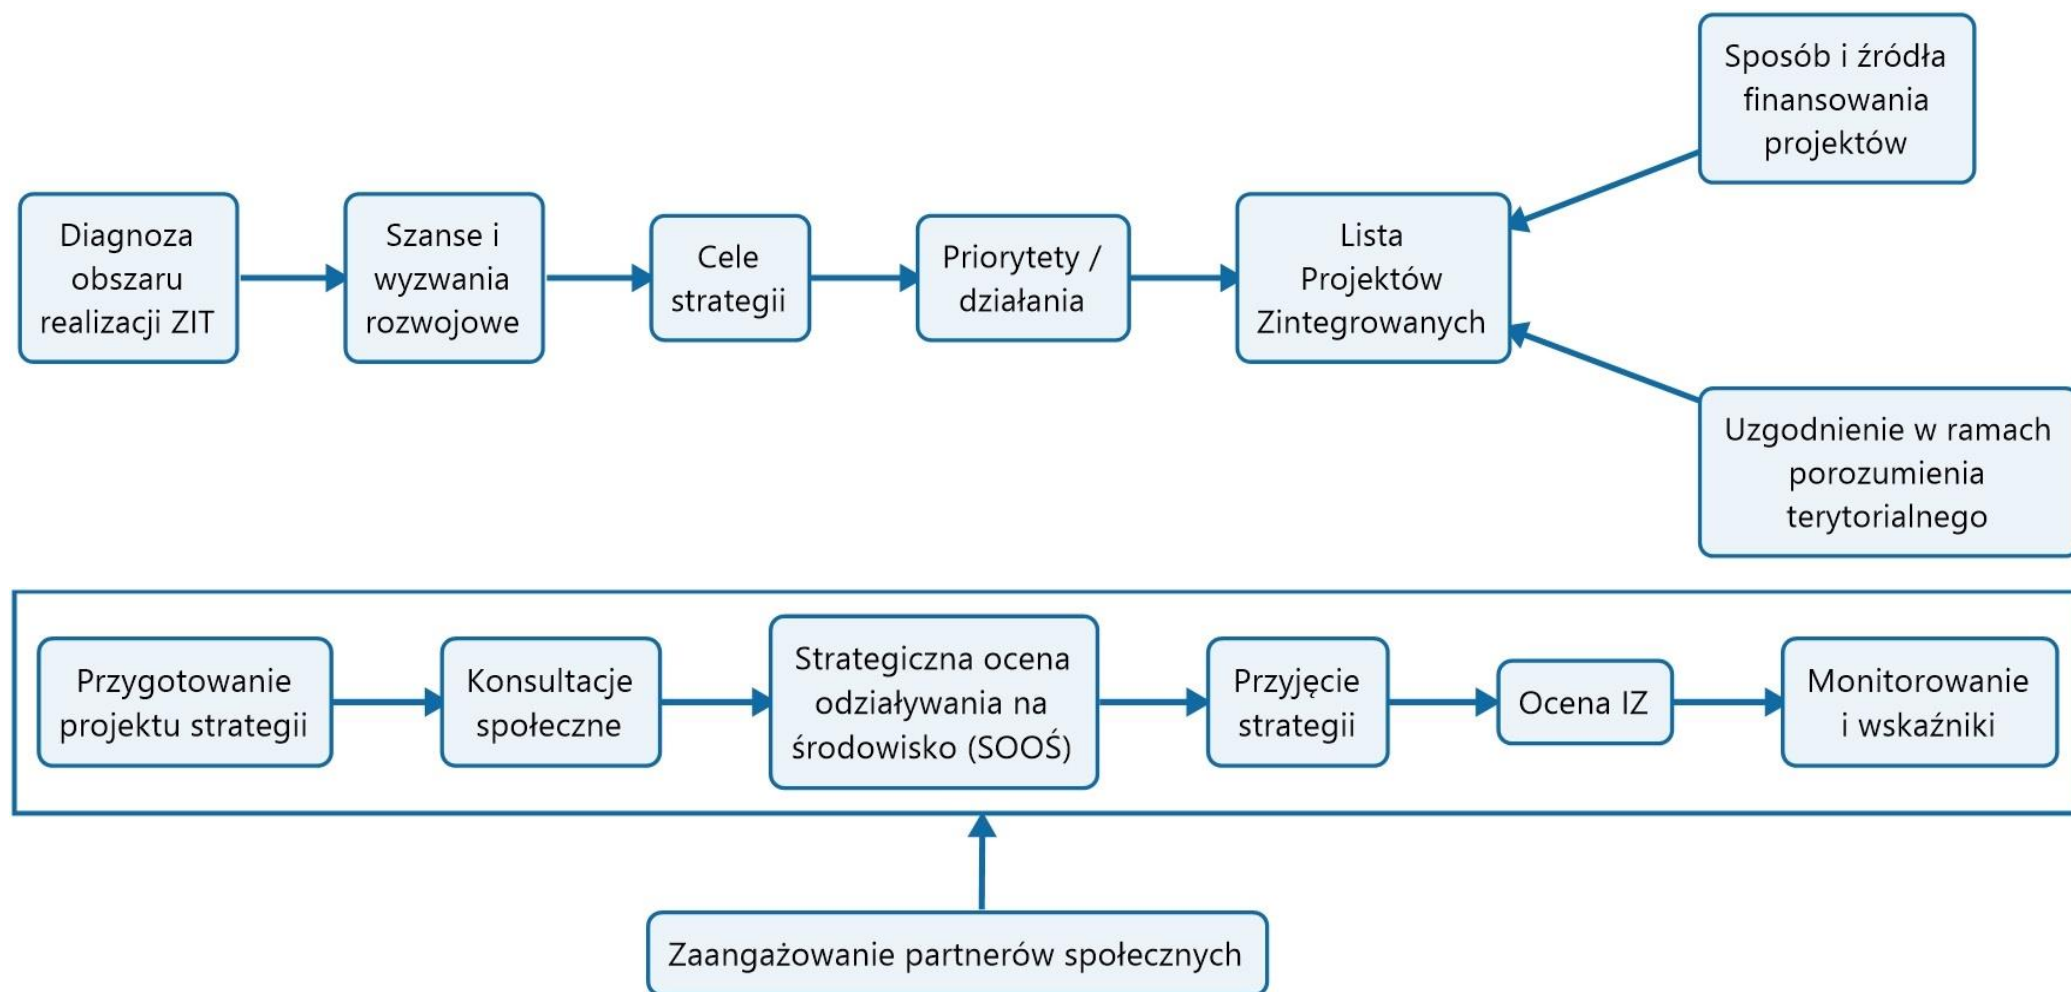 Sposób i źródła
finansowania
projektów
Diagnoza
obszaru
realizacji ZIT
Szanse i
wyzwania
rozwojowe
Cele
strategii
Priorytety /
działania
Lista
Projektów
Zintegrowanych
Uzgodnienie w ramach
porozumienia
terytorialnego
Przygotowanie
projektu strategii
Konsultacje
społeczne
Strategiczna ocena
odziaływania na
środowisko (SOOŚ)
Przyjęcie
strategii
Ocena IZ
Monitorowanie
i wskaźniki
Zaangażowanie partnerów społecznych